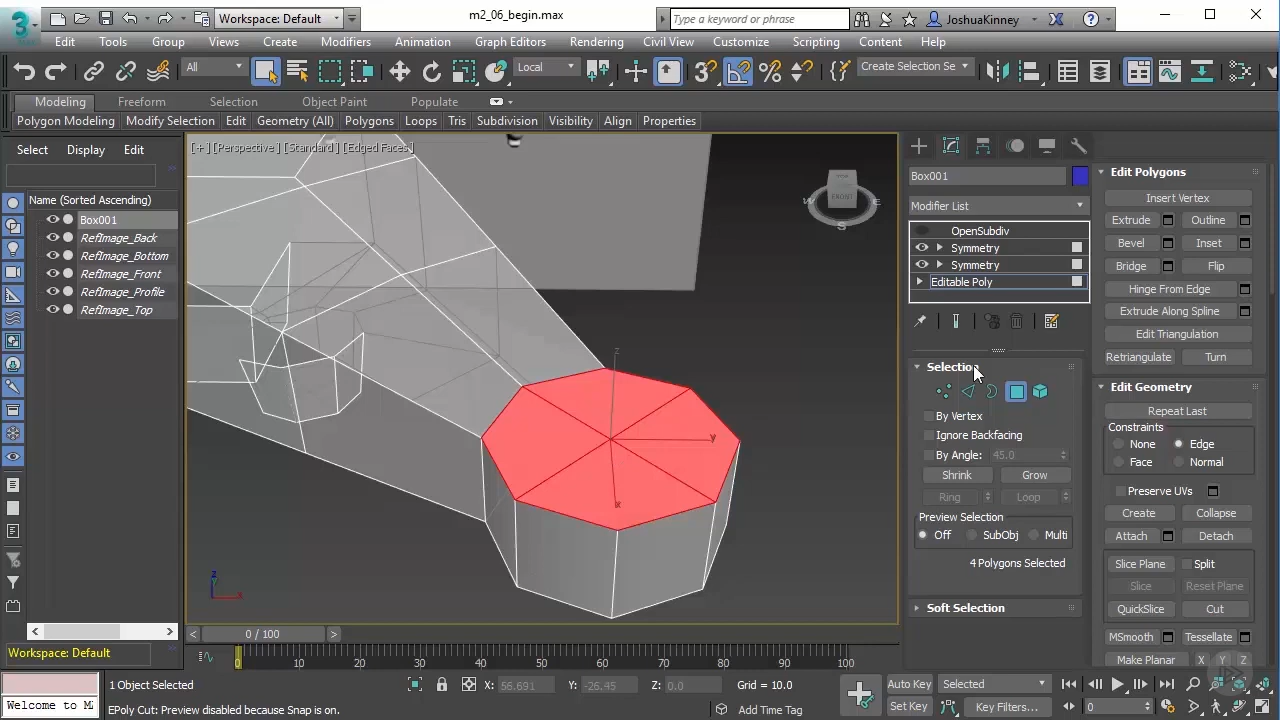 3
MAX
Workspace: Default
m2_06_begin.max
Type a keyword or phrase
JoshuaKinney
Edit Tools Group Views Create Modifiers Animation Graph Editors Rendering Civil View Customize Scripting Content Help
All
Local
3
Create Selection Se
Modeling Freeform Selection Object Paint Populate
Polygon Modeling Modify Selection Edit Geometry (All) Polygons Loops Tris Subdivision Visibility Align Properties
Select Display Edit
Name (Sorted Ascending)
Box001
RefImage_Back
RefImage_Bottom
RefImage_Front
RefImage_Profile
RefImage_Top
[ + ] [Perspective ] [Standard ] [Edged Faces ]
FRONT
W E
S
z
y
x
z
x
Box001
Modifier List
OpenSubdiv
Symmetry
Symmetry
Editable Poly
Selection
By Vertex
Ignore Backfacing
By Angle: 45.0
Shrink Grow
Ring Loop
Preview Selection
Off SubObj Multi
4 Polygons Selected
Soft Selection
Edit Polygons
Insert Vertex
Extrude Outline
Bevel Inset
Bridge Flip
Hinge From Edge
Extrude Along Spline
Edit Triangulation
Retriangulate Turn
Edit Geometry
Repeat Last
Constraints
None Edge
Face Normal
Preserve UVs
Create Collapse
Attach Detach
Slice Plane Split
Slice Reset Plane
QuickSlice Cut
MSmooth Tessellate
Make Planar X Y Z
Workspace: Default
< 0 / 100 >
0 10 20 30 40 50 60 70 80 90 100
1 Object Selected
X: 56.691 Y: -26.45 Z: 0.0 Grid = 10.0
Auto Key Selected
Welcome to M
EPoly Cut: Preview disabled because Snap is on.
Add Time Tag
Set Key Key Filters...
0